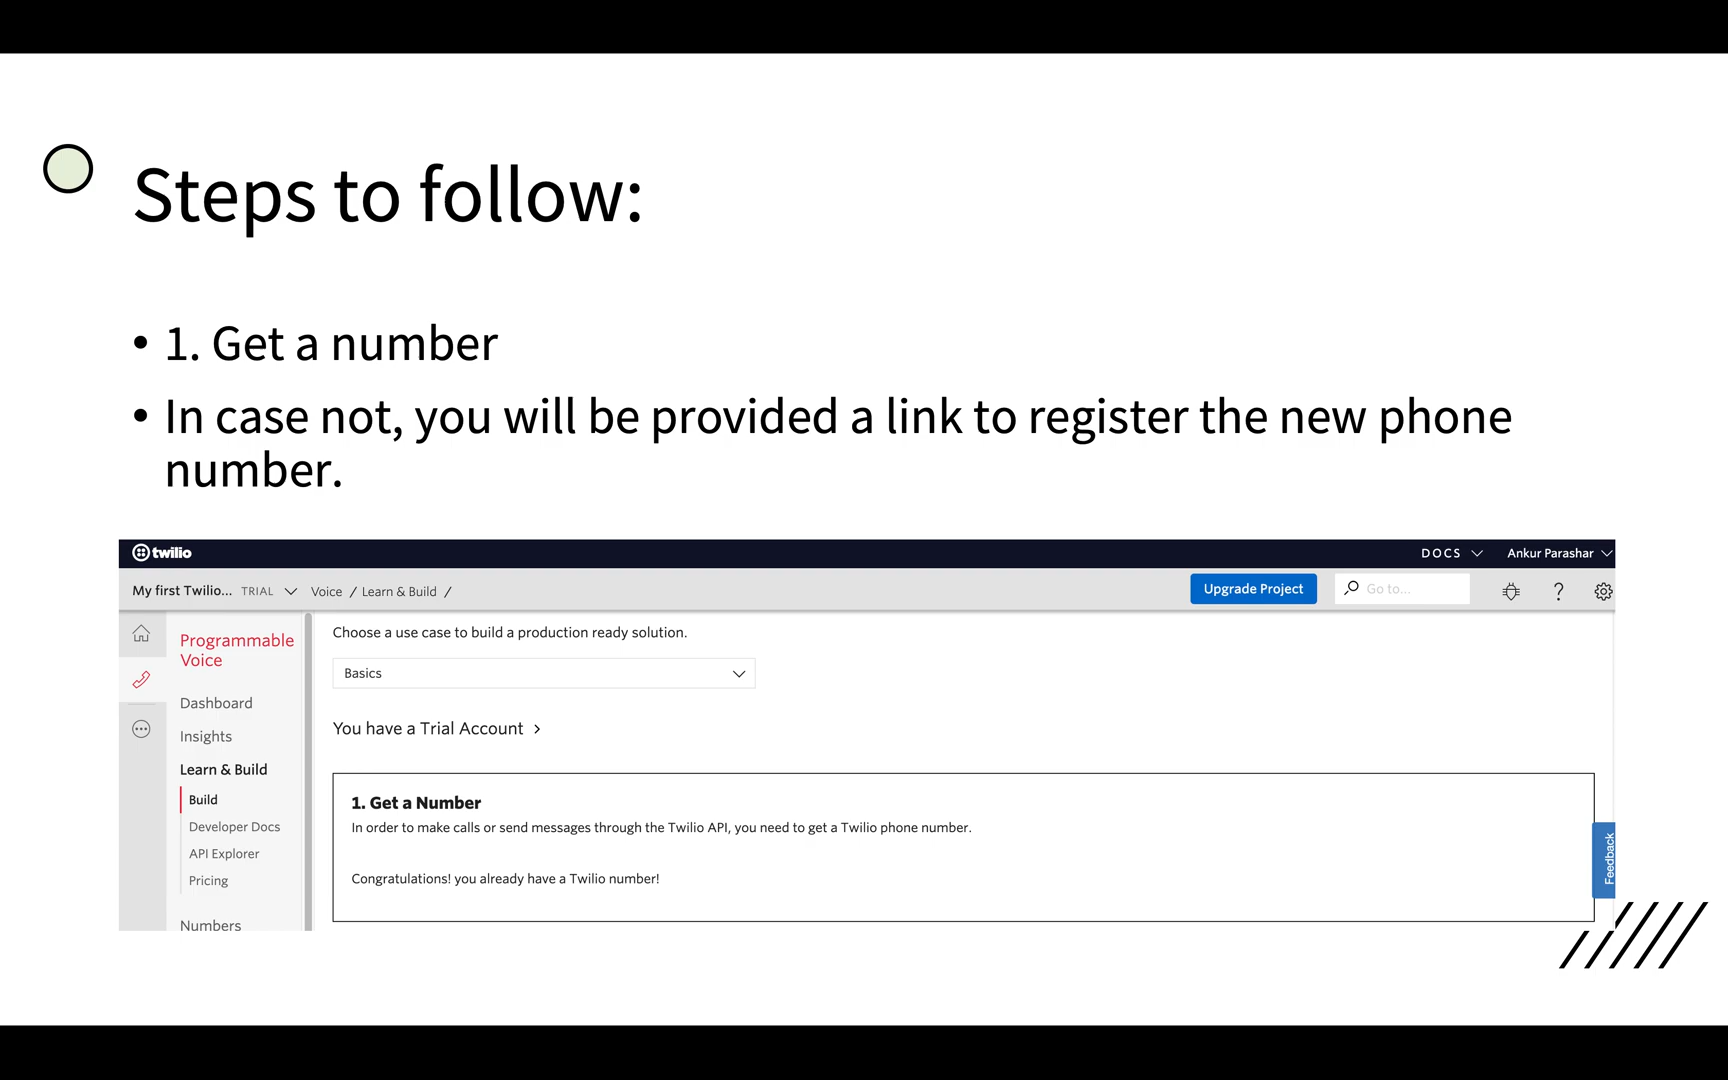 Steps to follow:
• 1. Get a number
• In case not, you will be provided a link to register the new phone
number.
twilio
DOCS
Ankur Parashar
My first Twilio... TRIAL
Voice / Learn & Build /
Upgrade Project
Go to...
?
Programmable
Voice
Dashboard
Insights
Learn & Build
Build
Developer Docs
API Explorer
Pricing
Numbers
Choose a use case to build a production ready solution.
Basics
You have a Trial Account >
1. Get a Number
In order to make calls or send messages through the Twilio API, you need to get a Twilio phone number.
Congratulations! you already have a Twilio number!
Feedback